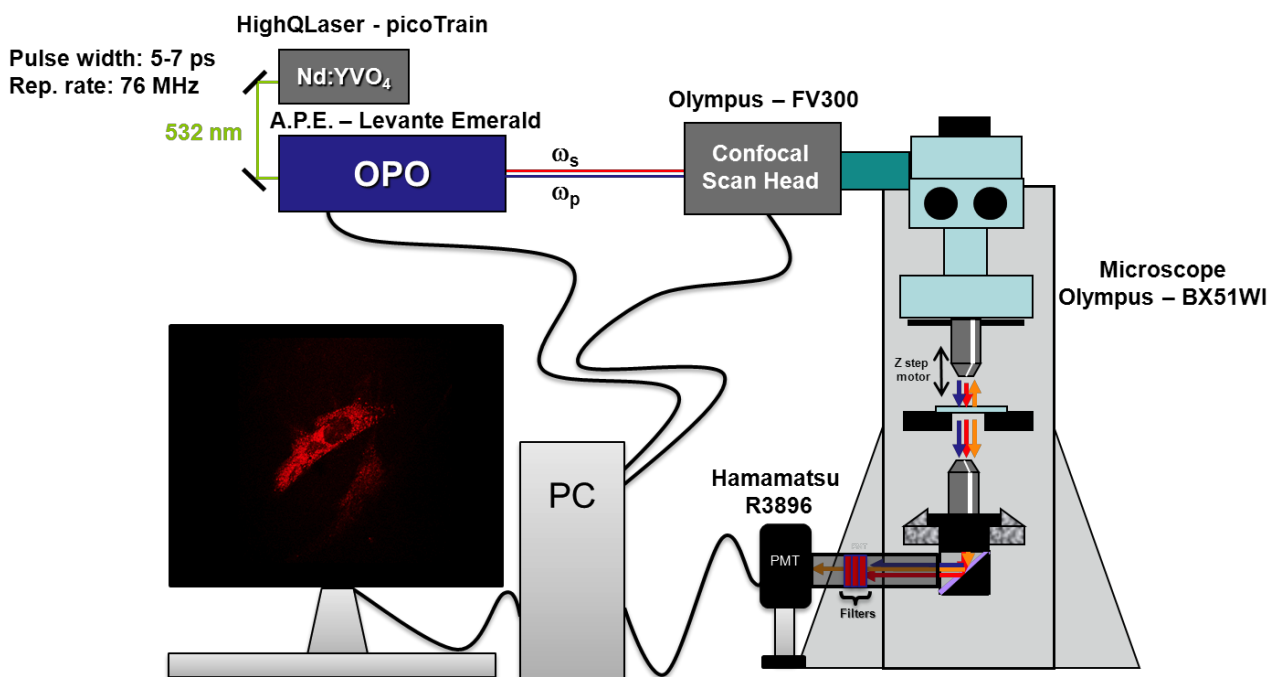 HighQLaser - picoTrain
Pulse width: 5-7 ps
Rep. rate: 76 MHz
Nd:YVO₄
532 nm
A.P.E. – Levante Emerald
OPO
ωs
ωp
Olympus – FV300
Confocal
Scan Head
Microscope
Olympus – BX51WI
Z step
motor
PC
Hamamatsu
R3896
PMT
Filters